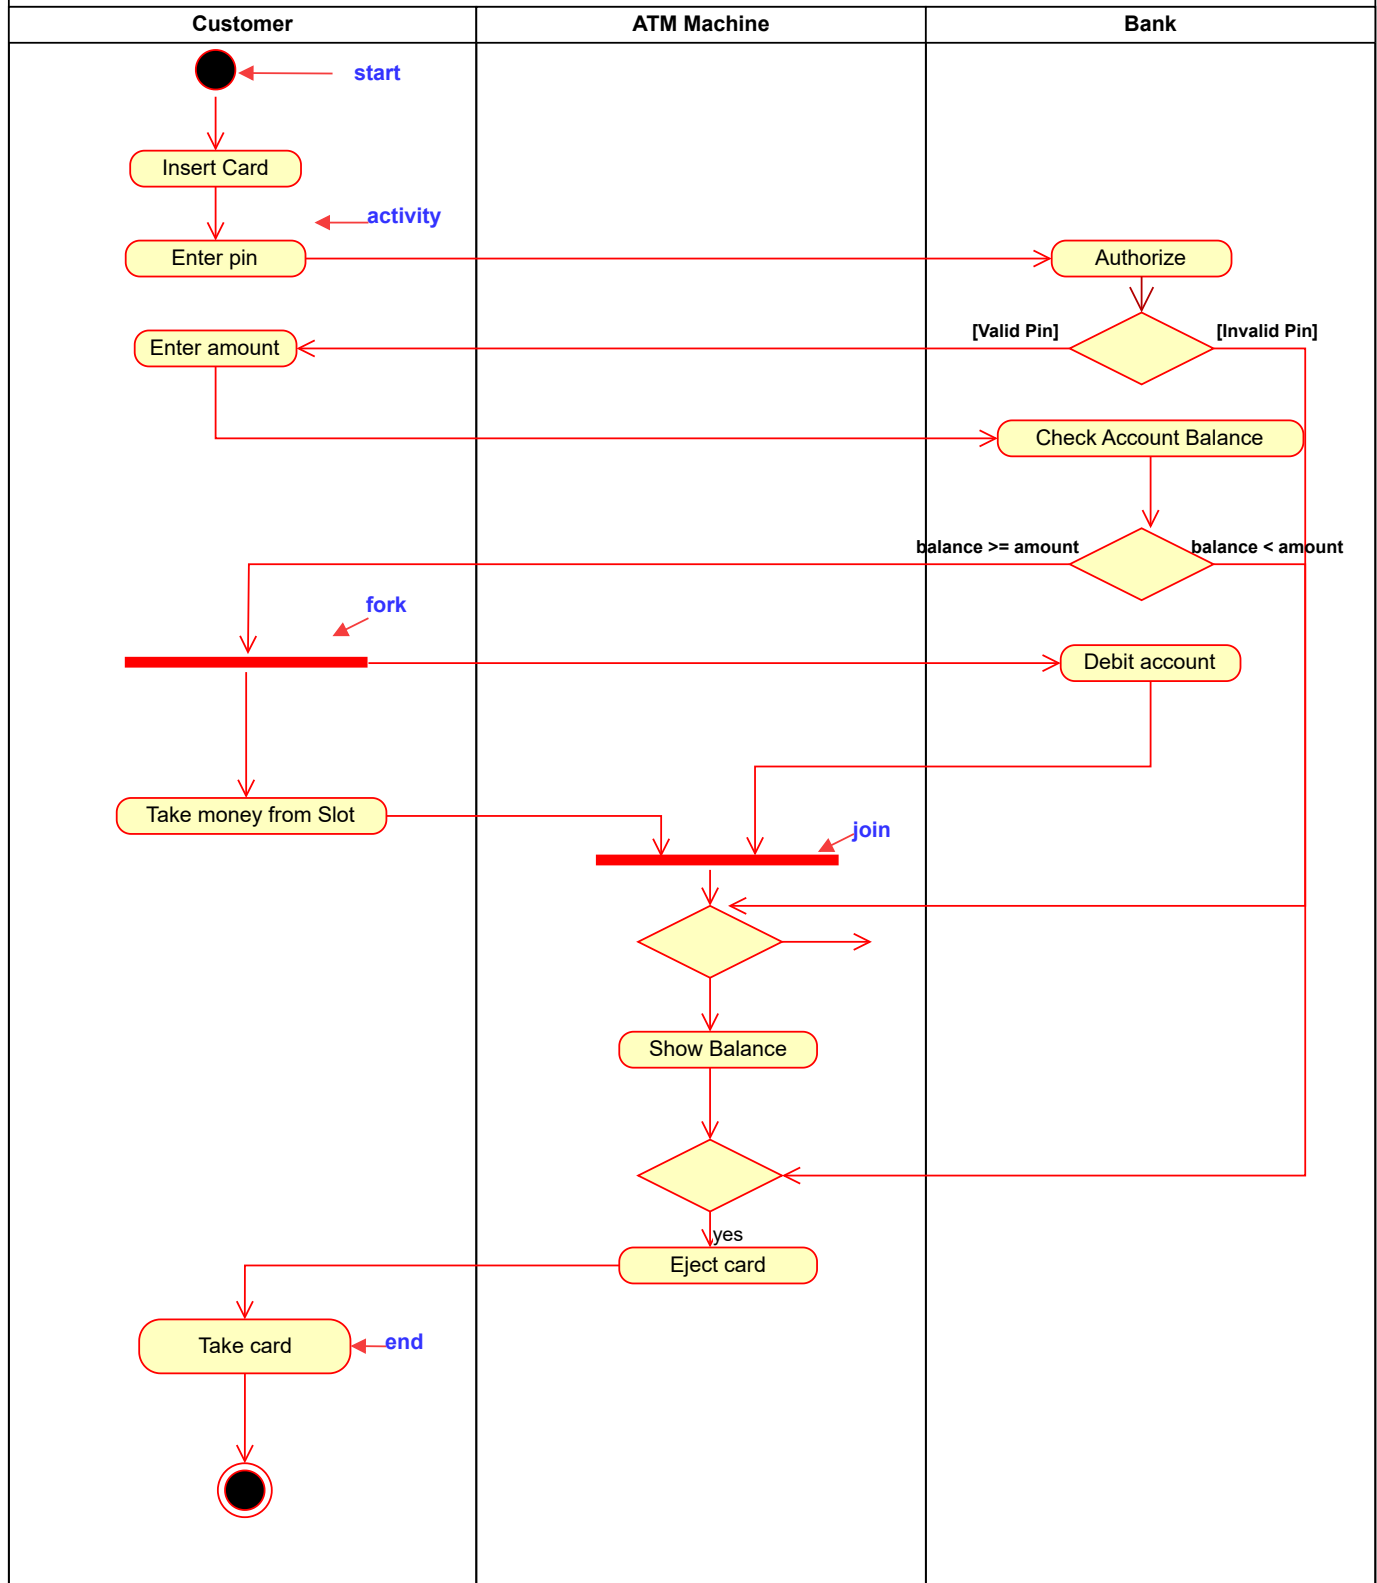 Customer
ATM Machine
Bank
start
Insert Card
activity
Enter pin
Authorize
[Valid Pin]
[Invalid Pin]
Enter amount
Check Account Balance
balance >= amount
balance < amount
fork
Debit account
Take money from Slot
join
Show Balance
yes
Eject card
Take card
end